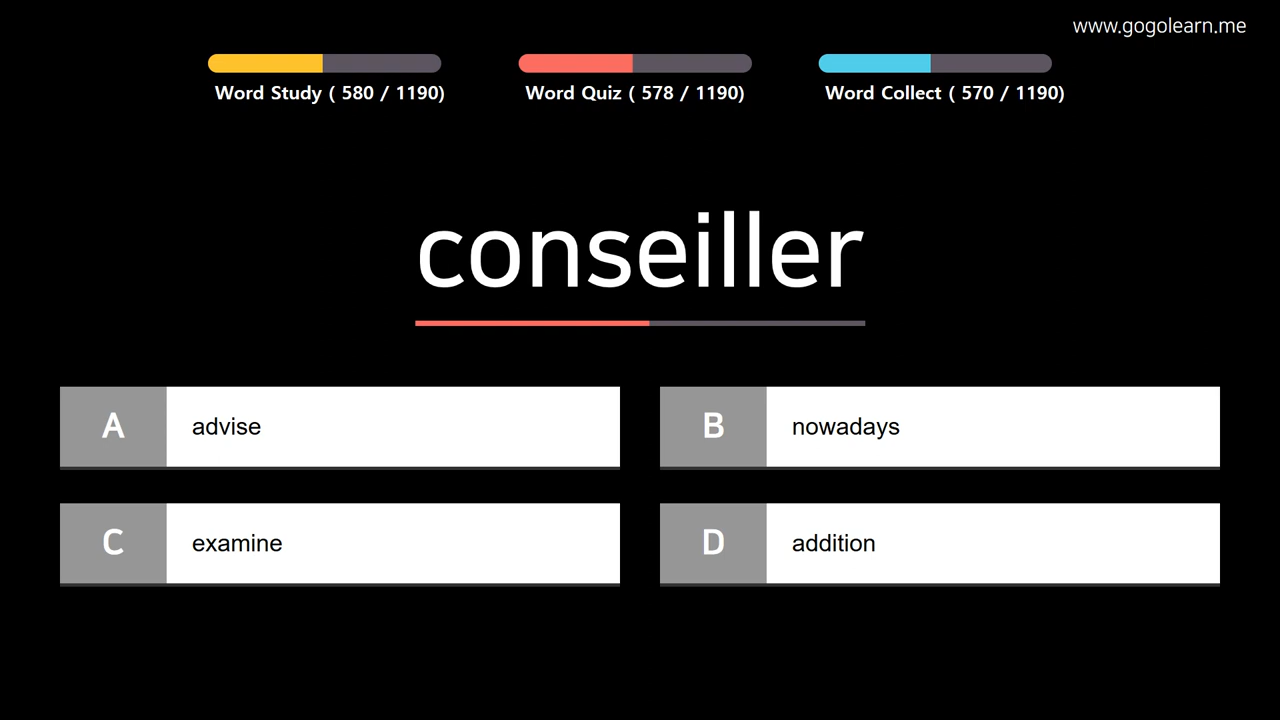 www.gogolearn.me
Word Study ( 580 / 1190)
Word Quiz ( 578 / 1190)
Word Collect ( 570 / 1190)
conseiller
A advise
B nowadays
C examine
D addition